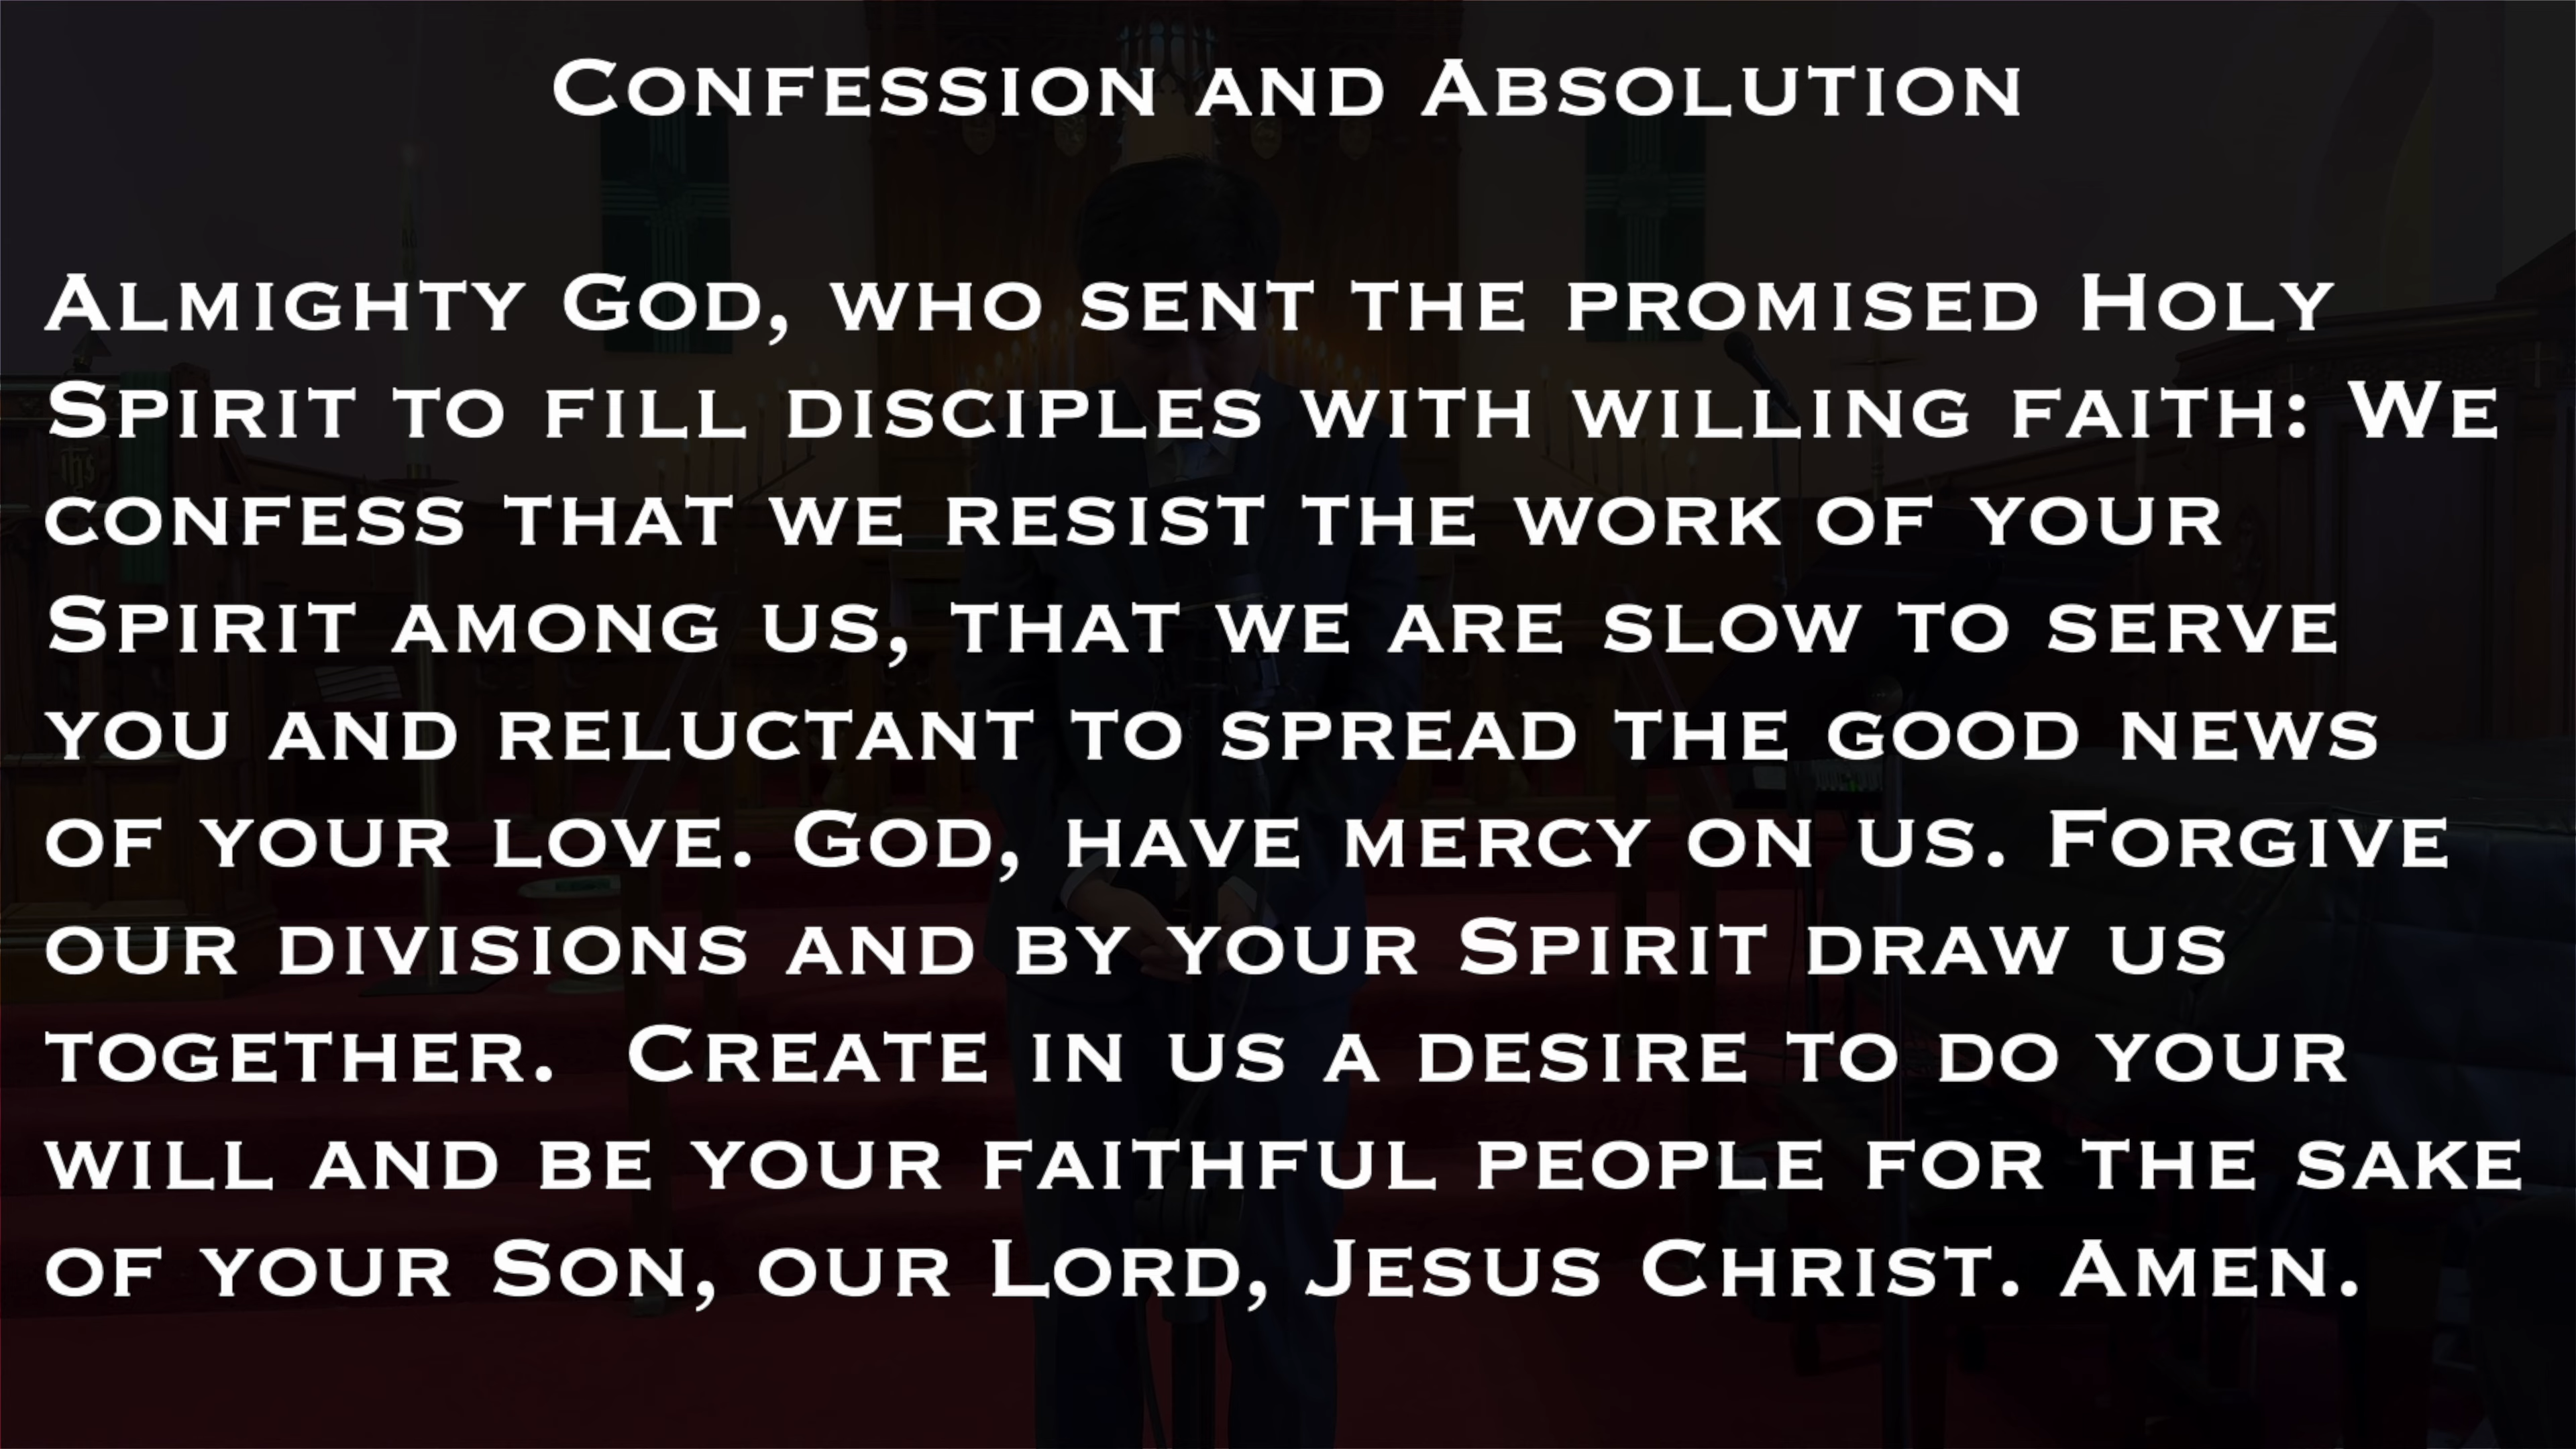 Confession and Absolution
Almighty God, who sent the promised Holy
Spirit to fill disciples with willing faith: We
confess that we resist the work of your
Spirit among us, that we are slow to serve
you and reluctant to spread the good news
of your love. God, have mercy on us. Forgive
our divisions and by your Spirit draw us
together.  Create in us a desire to do your
will and be your faithful people for the sake
of your Son, our Lord, Jesus Christ. Amen.
ihs